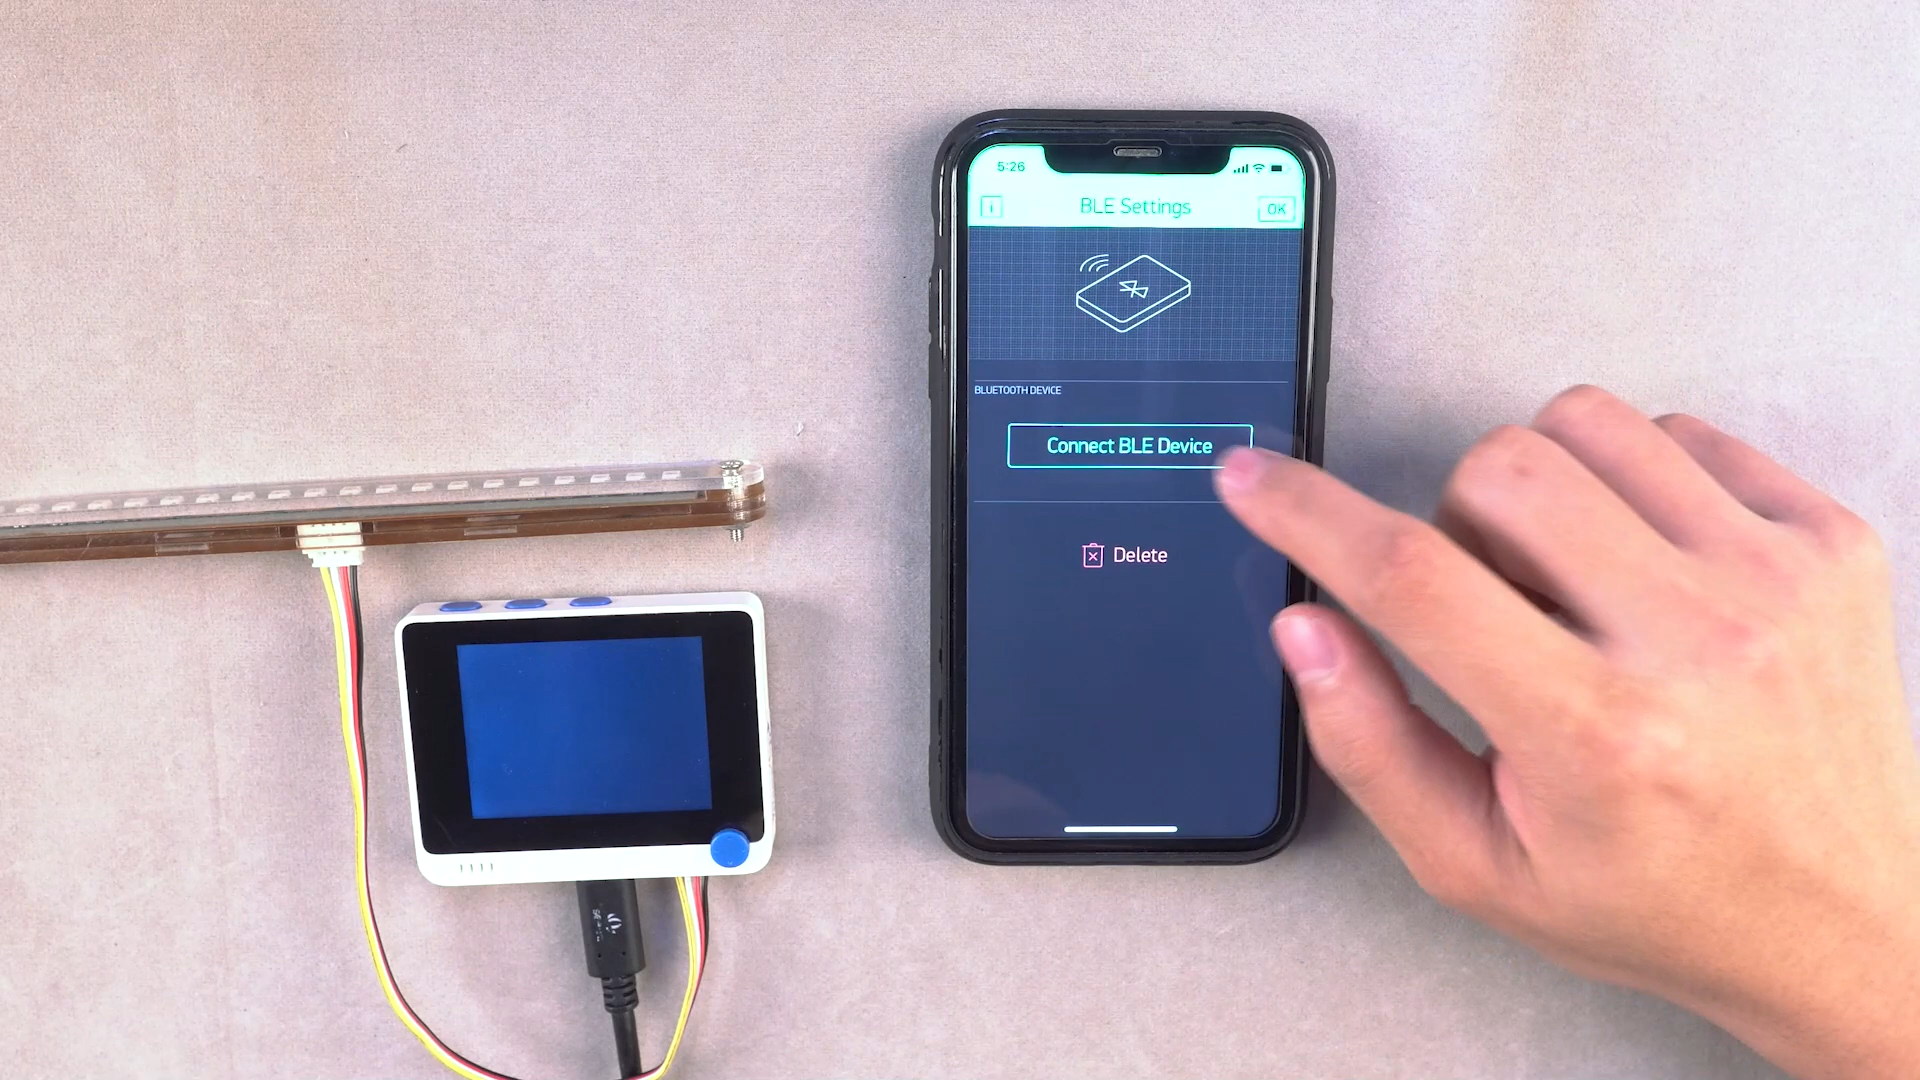 5:26
i
BLE Settings
OK
BLUETOOTH DEVICE
Connect BLE Device
Delete